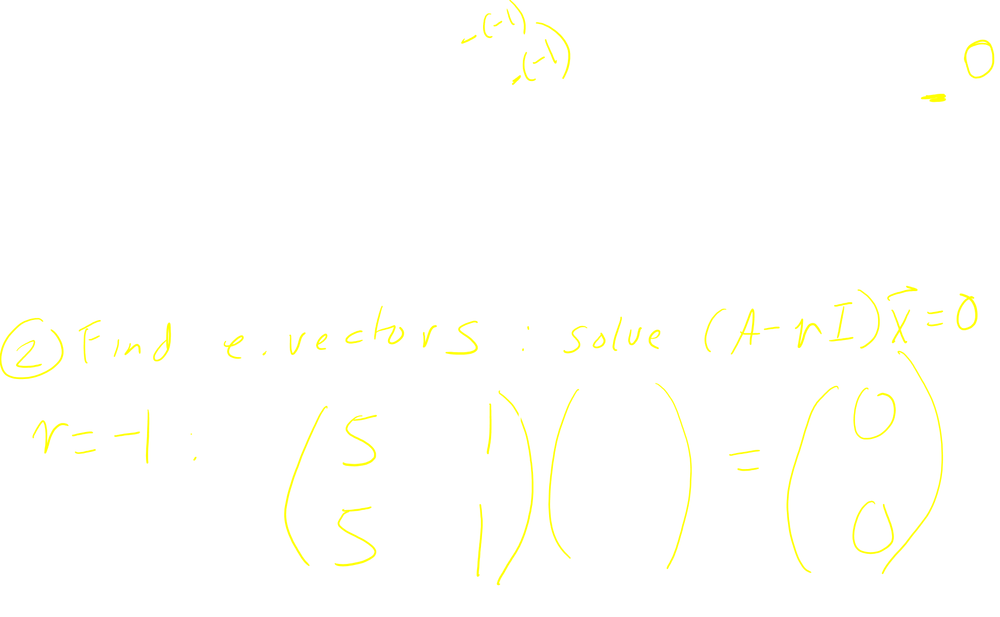 -(-1)
-(-1))
0
-
② Find e.vectors : solve (A-rI)x⃗=0
r=-1: (5 1) ( ) = (0)
(5 1) ( ) (0)